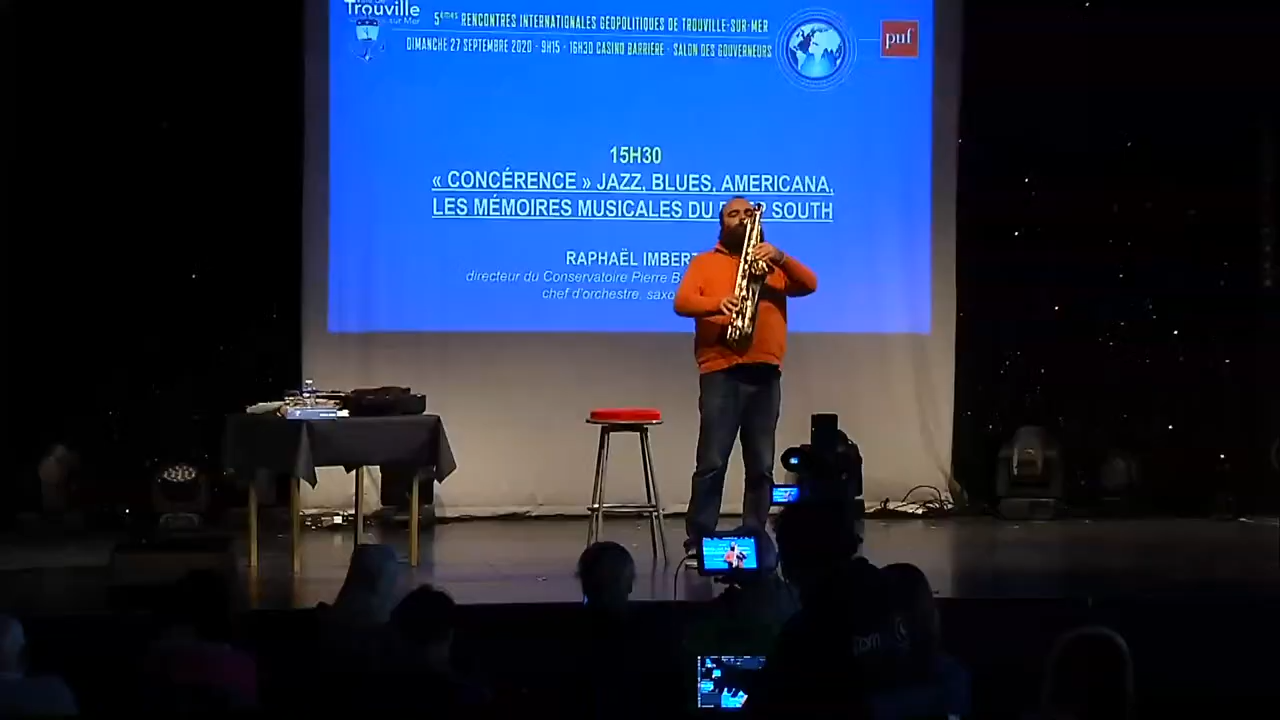 Trouville
sur Mer
5èmes RENCONTRES INTERNATIONALES GÉOPOLITIQUES DE TROUVILLE-SUR-MER
DIMANCHE 27 SEPTEMBRE 2020 - 9H15 - 16H30 CASINO BARRIÈRE - SALON DES GOUVERNEURS
puf
15H30
« CONCÉRENCE » JAZZ, BLUES, AMERICANA,
LES MÉMOIRES MUSICALES DU SOUTH
RAPHAËL IMBERT
directeur du Conservatoire Pierre
chef d'orchestre, saxo